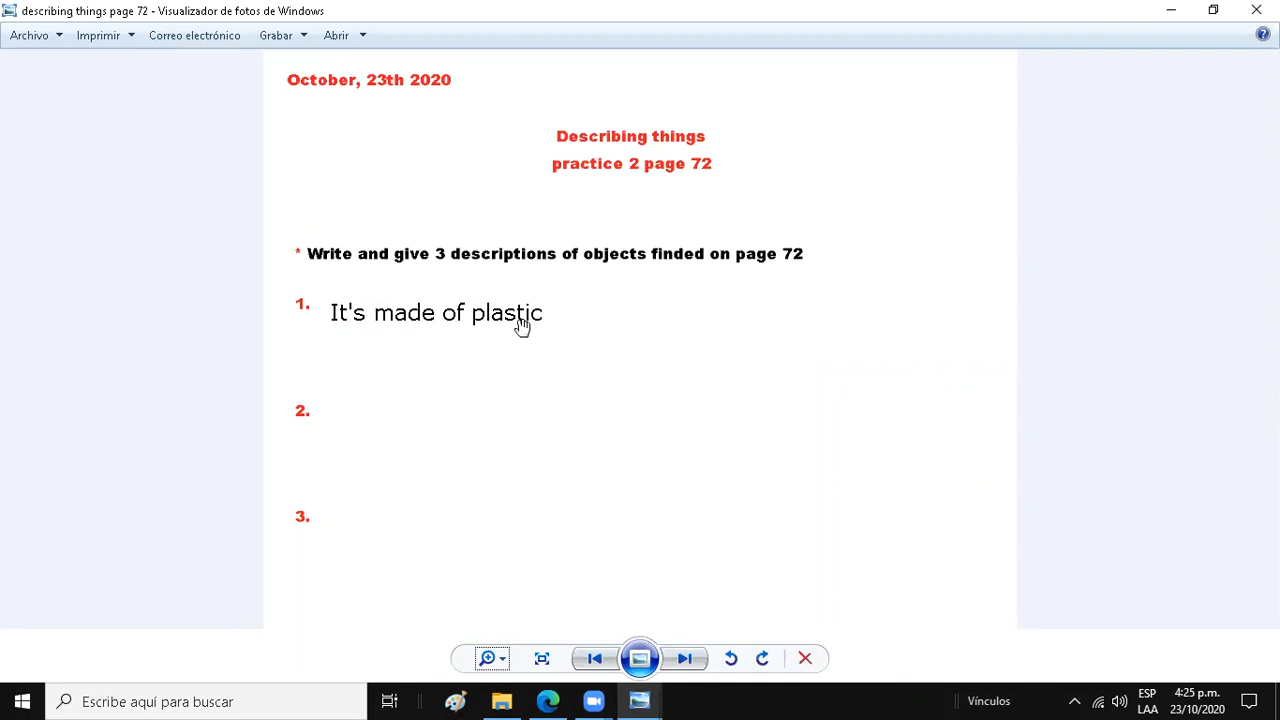 describing things page 72 - Visualizador de fotos de Windows
Archivo Imprimir Correo electrónico Grabar Abrir
October, 23th 2020
Describing things
practice 2 page 72
* Write and give 3 descriptions of objects finded on page 72
1. It's made of plastic
2.
3.
Escribe aquí para buscar
Vínculos
ESP
LAA
4:25 p.m.
23/10/2020